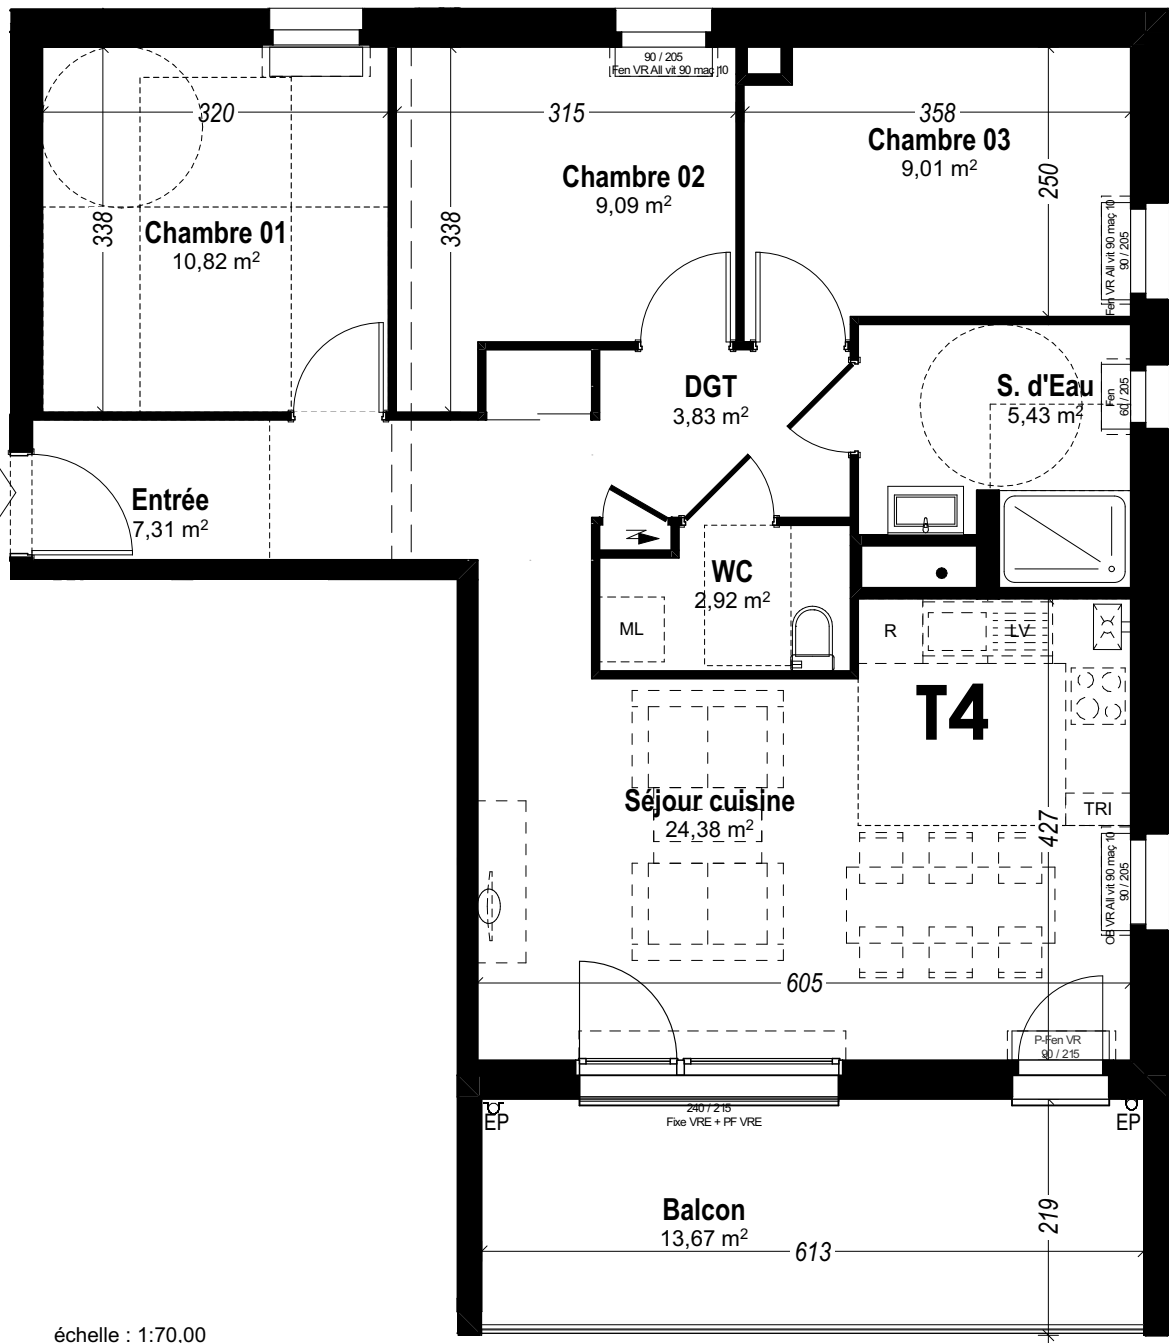 90 / 205
Fen VR All vit 90 maç 10
320
315
358
Chambre 03
9,01 m²
Chambre 02
9,09 m²
250
338
Chambre 01
10,82 m²
338
Fen VR All vit 90 maç 10
90 / 205
DGT
3,83 m²
S. d'Eau
5,43 m²
Fen
60 / 205
Entrée
7,31 m²
WC
2,92 m²
ML
R
LV
T4
Séjour cuisine
24,38 m²
TRI
427
OB VR All vit 90 maç 10
90 / 205
605
P-Fen VR
90 / 215
240 / 215
Fixe VRE + PF VRE
EP
EP
Balcon
13,67 m²
219
613
échelle : 1:70,00